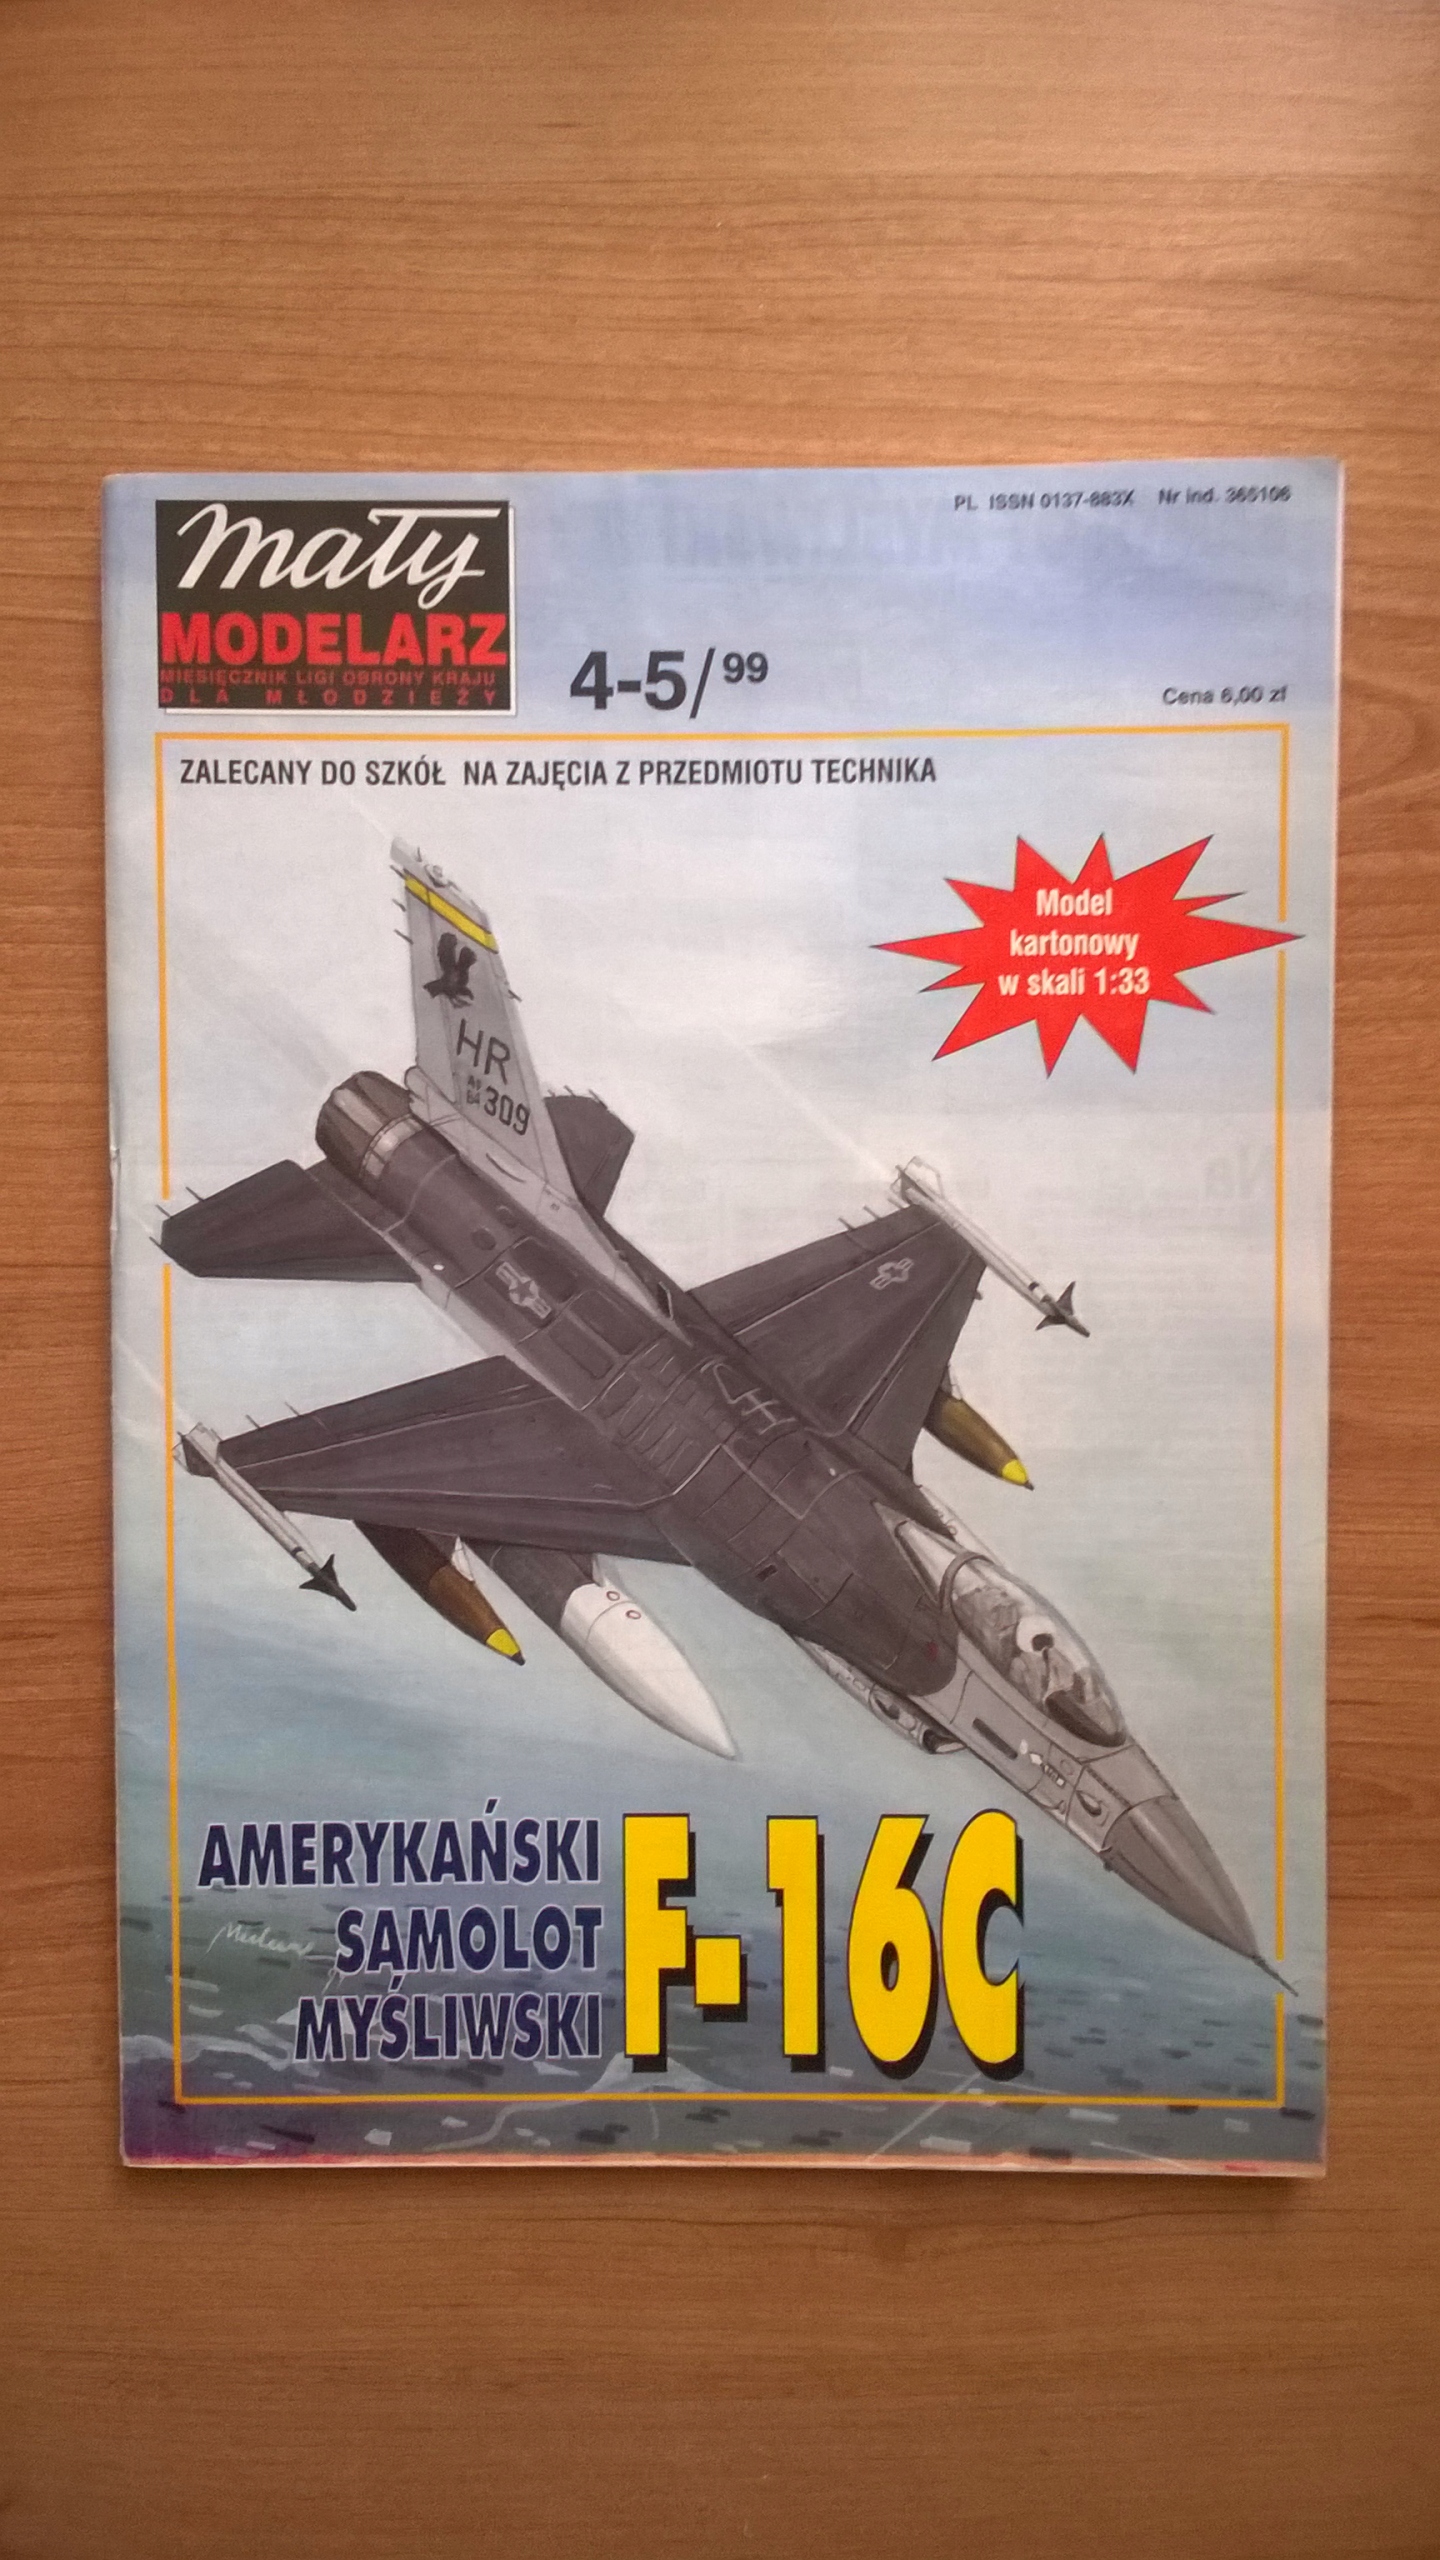 mały
MODELARZ
MIESIĘCZNIK LIGI OBRONY KRAJU
DLA MŁODZIEŻY
4-5/99
PL ISSN 0137-883X Nr ind. 365106
Cena 6,00 zł
ZALECANY DO SZKÓŁ NA ZAJĘCIA Z PRZEDMIOTU TECHNIKA
Model
kartonowy
w skali 1:33
HR
AF
84 309
AMERYKAŃSKI
SAMOLOT
MYŚLIWSKI
F-16C